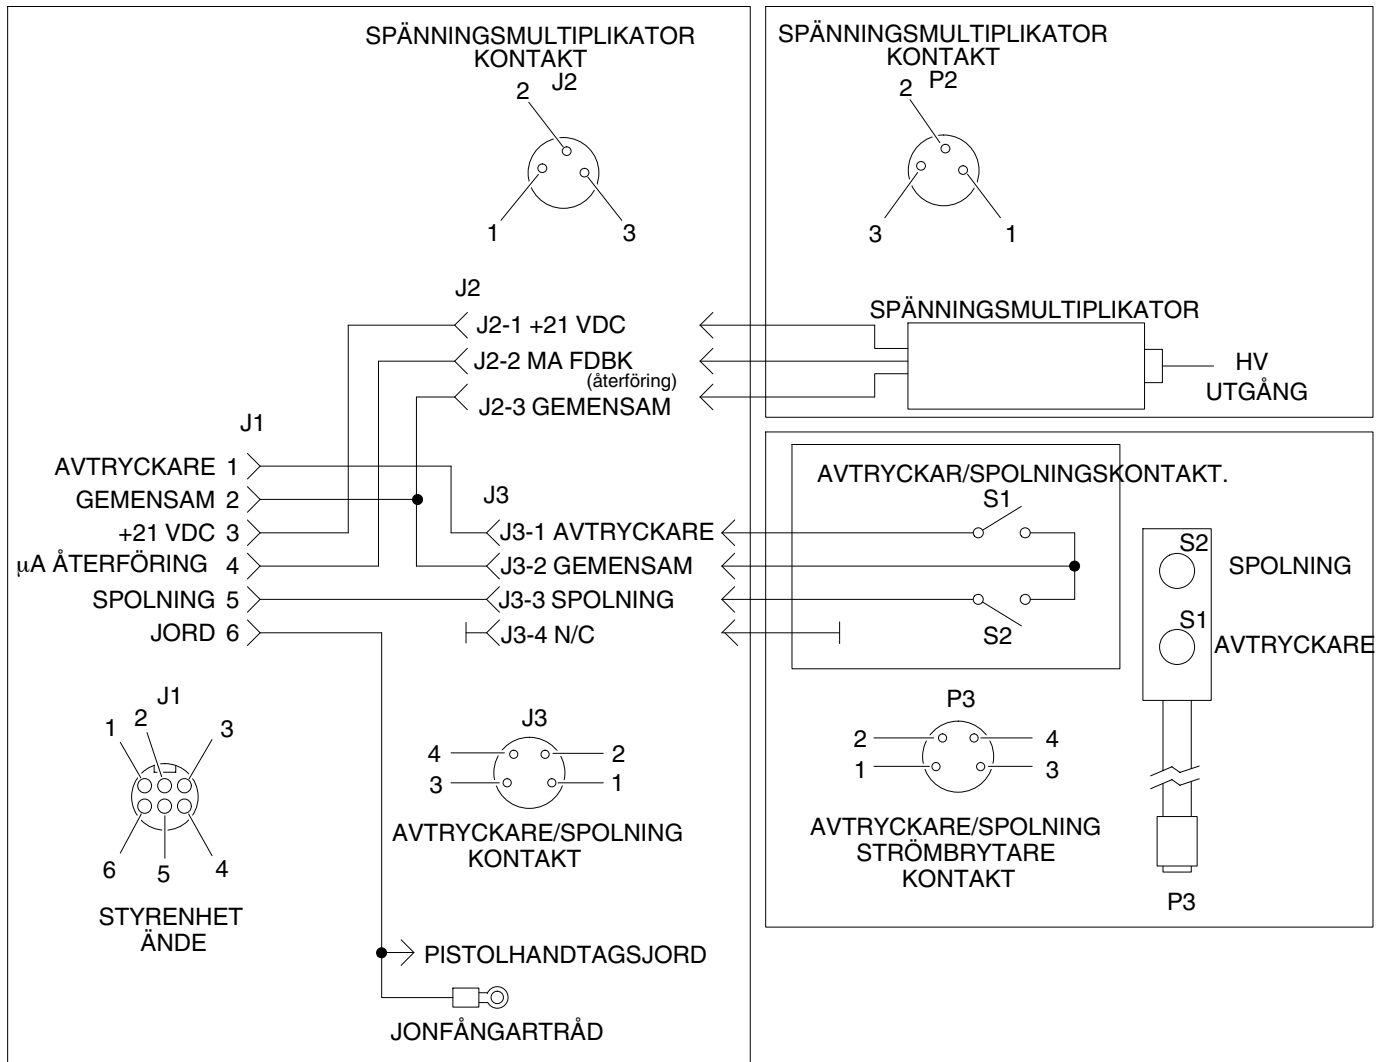 SPÄNNINGSMULTIPLIKATOR
KONTAKT
J2
2
1
3
SPÄNNINGSMULTIPLIKATOR
KONTAKT
P2
2
3
1
J2
J2-1 +21 VDC
J2-2 MA FDBK
(återföring)
J2-3 GEMENSAM
SPÄNNINGSMULTIPLIKATOR
HV
UTGÅNG
J1
AVTRYCKARE 1
GEMENSAM 2
+21 VDC 3
µA ÅTERFÖRING 4
SPOLNING 5
JORD 6
J3
J3-1 AVTRYCKARE
J3-2 GEMENSAM
J3-3 SPOLNING
J3-4 N/C
AVTRYCKAR/SPOLNINGSKONTAKT.
S1
S2
S2
SPOLNING
S1
AVTRYCKARE
J1
1
2
3
6
5
4
STYRENHET
ÄNDE
J3
4
2
3
1
AVTRYCKARE/SPOLNING
KONTAKT
P3
2
4
1
3
AVTRYCKARE/SPOLNING
STRÖMBRYTARE
KONTAKT
P3
PISTOLHANDTAGSJORD
JONFÅNGARTRÅD